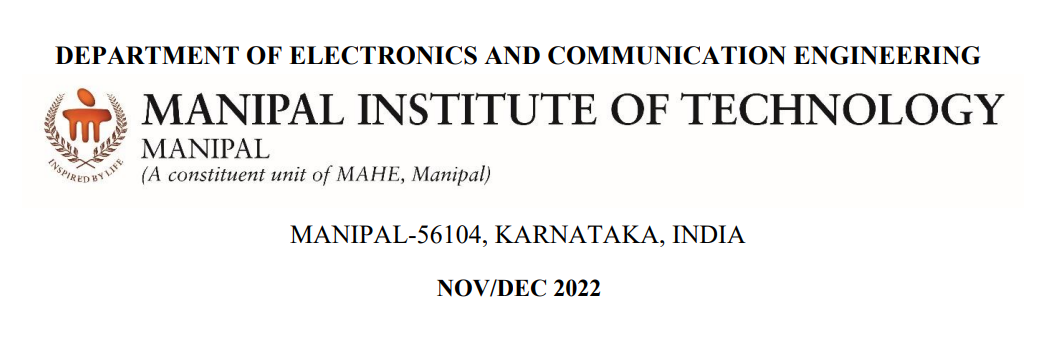 DEPARTMENT OF ELECTRONICS AND COMMUNICATION ENGINEERING
MANIPAL INSTITUTE OF TECHNOLOGY
MANIPAL
(A constituent unit of MAHE, Manipal)
INSPIRED BY LIFE
MANIPAL-56104, KARNATAKA, INDIA
NOV/DEC 2022